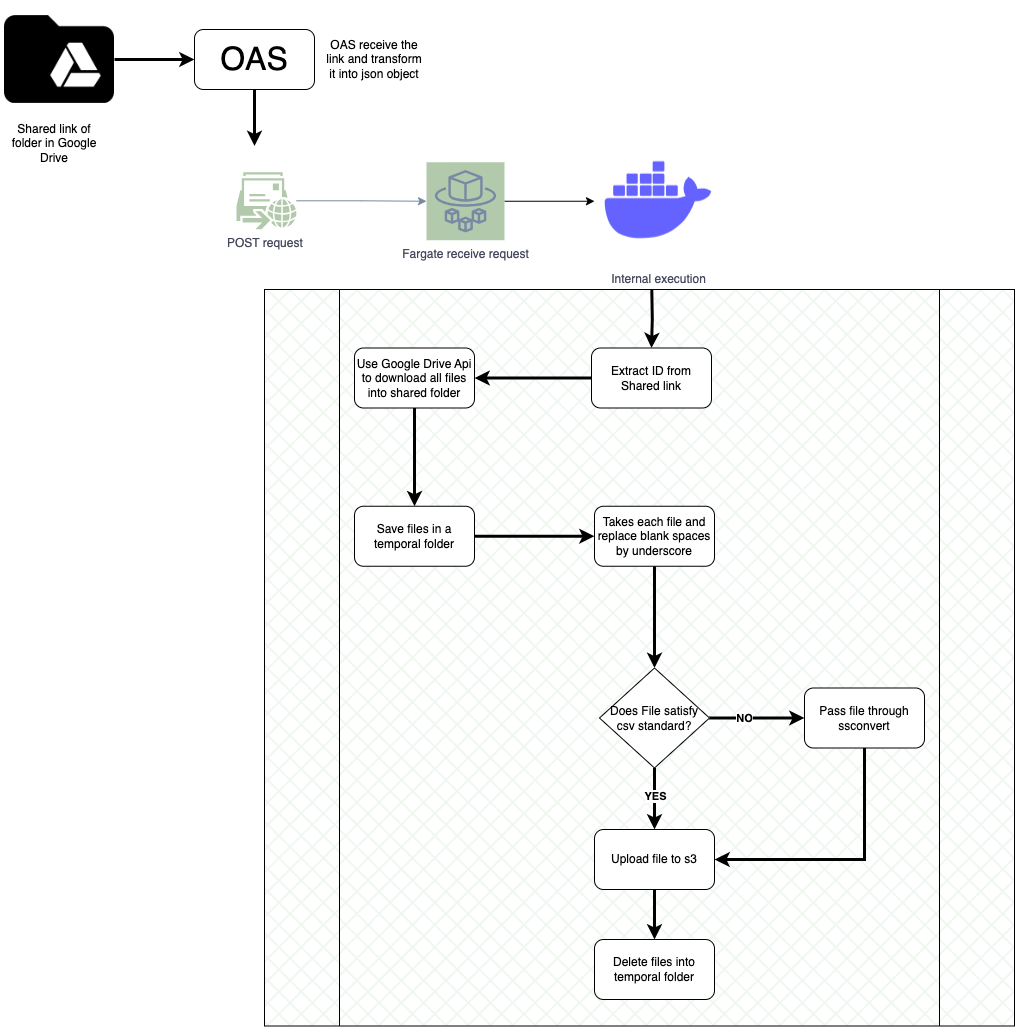 OAS
OAS receive the
link and transform
it into json object
Shared link of
folder in Google
Drive
POST request
Fargate receive request
Internal execution
Use Google Drive Api
to download all files
into shared folder
Extract ID from
Shared link
Save files in a
temporal folder
Takes each file and
replace blank spaces
by underscore
Does File satisfy
csv standard?
NO
Pass file through
ssconvert
YES
Upload file to s3
Delete files into
temporal folder